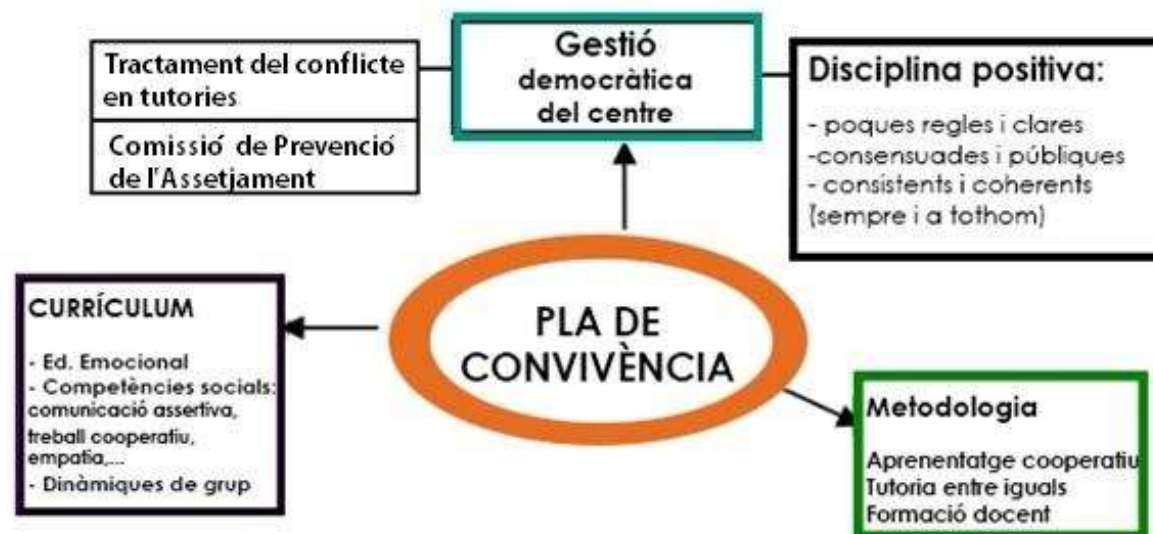 Tractament del conflicte
en tutories
Comissió de Prevenció
de l'Assetjament
Gestió
democràtica
del centre
Disciplina positiva:
- poques regles i clares
-consensuades i públiques
- consistents i coherents
(sempre i a tothom)
CURRÍCULUM
- Ed. Emocional
- Competències socials:
comunicació assertiva,
treball cooperatiu,
empatia,...
- Dinàmiques de grup
PLA DE
CONVIVÈNCIA
Metodologia
Aprenentatge cooperatiu
Tutoria entre iguals
Formació docent